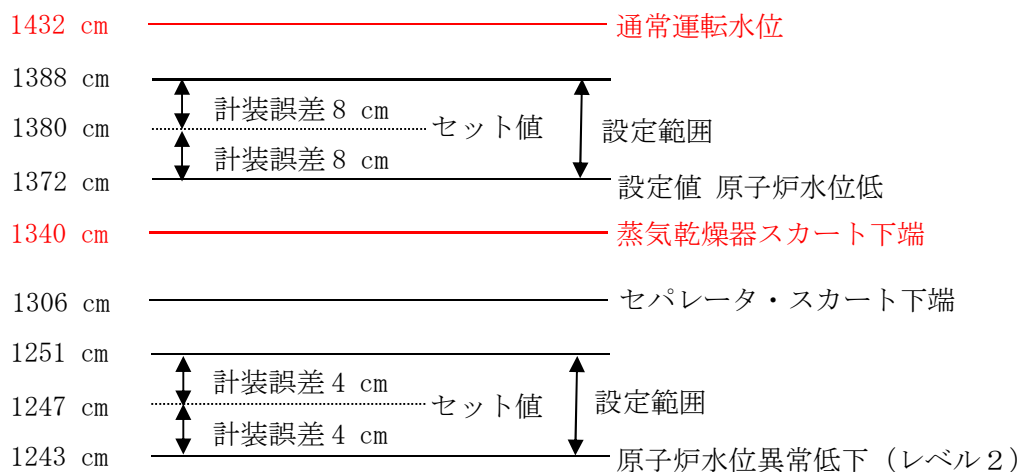 1432 cm 通常運転水位
1388 cm
計装誤差８ cm
1380 cm セット値
設定範囲
計装誤差８ cm
1372 cm 設定値 原子炉水位低
1340 cm 蒸気乾燥器スカート下端
1306 cm セパレータ・スカート下端
1251 cm
計装誤差４ cm
1247 cm セット値 設定範囲
計装誤差４ cm
1243 cm 原子炉水位異常低下（レベル２）